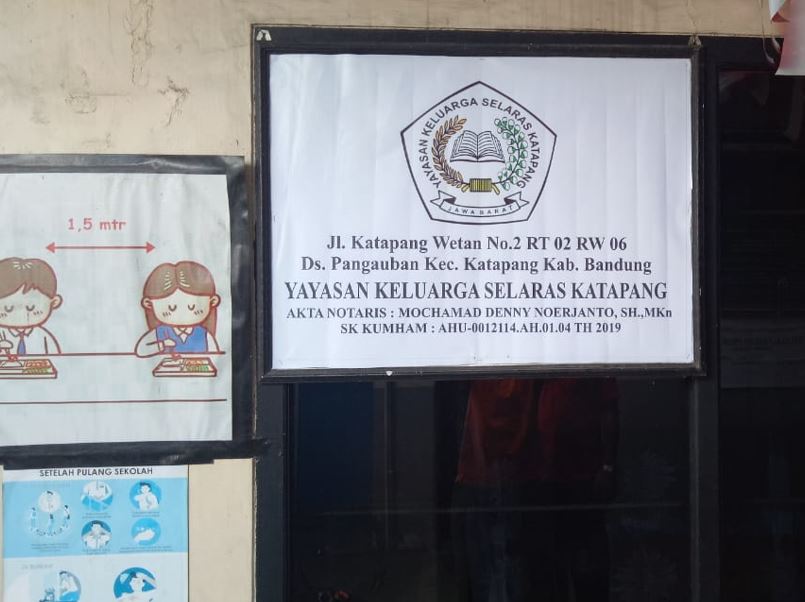 YAYASAN KELUARGA SELARAS KATAPANG
JAWA BARAT
Jl. Katapang Wetan No.2 RT 02 RW 06
Ds. Pangauban Kec. Katapang Kab. Bandung
YAYASAN KELUARGA SELARAS KATAPANG
AKTA NOTARIS : MOCHAMAD DENNY NOERJANTO, SH.,MKn
SK KUMHAM : AHU-0012114.AH.01.04 TH 2019
1,5 mtr
SETELAH PULANG SEKOLAH